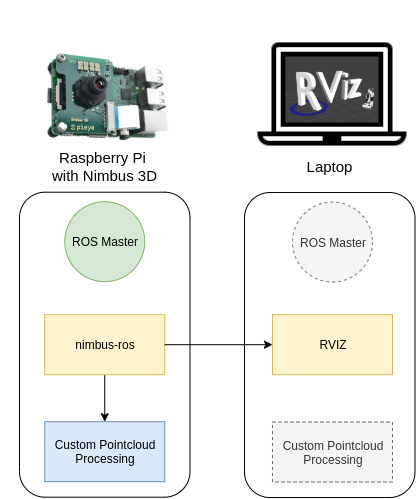 pieye
RViz
Raspberry Pi
with Nimbus 3D
Laptop
ROS Master
ROS Master
nimbus-ros
RVIZ
Custom Pointcloud
Processing
Custom Pointcloud
Processing